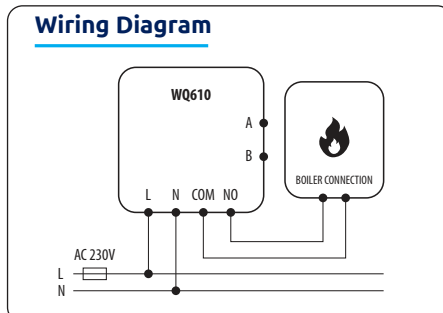 Wiring Diagram
WQ610
A
B
BOILER CONNECTION
L N COM NO
AC 230V
L
N